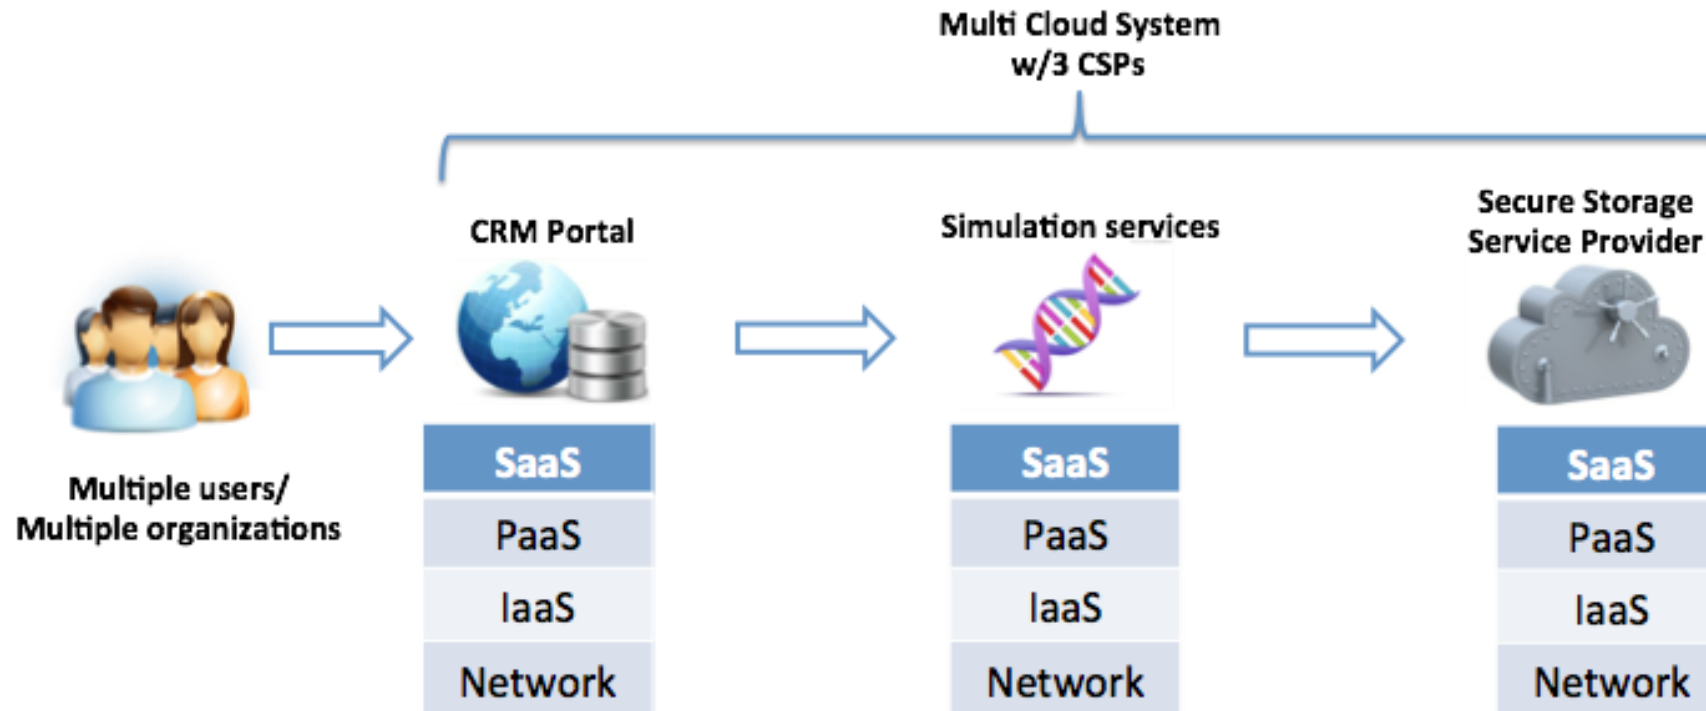 Multi Cloud System
w/3 CSPs
CRM Portal
Simulation services
Secure Storage
Service Provider
Multiple users/
Multiple organizations
SaaS
PaaS
IaaS
Network
SaaS
PaaS
IaaS
Network
SaaS
PaaS
IaaS
Network